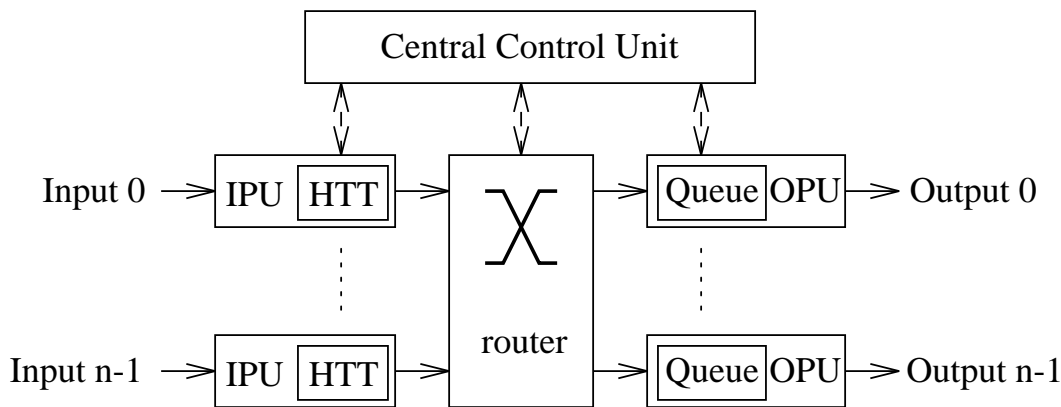 Central Control Unit
Input 0 IPU HTT Queue OPU Output 0
router
Input n-1 IPU HTT Queue OPU Output n-1